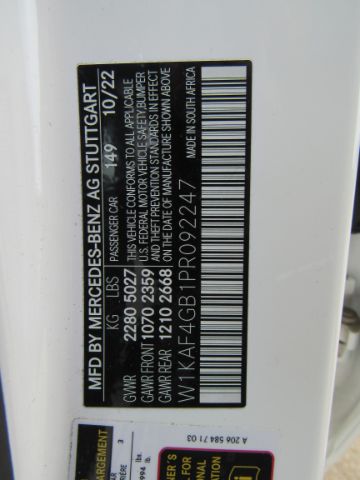 MFD BY MERCEDES-BENZ AG STUTTGART
PASSENGER CAR 149 10/22
KG LBS
GVWR 2280 5027
GAWR FRONT 1070 2359
GAWR REAR 1210 2668
THIS VEHICLE CONFORMS TO ALL APPLICABLE
U.S. FEDERAL MOTOR VEHICLE SAFETY, BUMPER
AND THEFT PREVENTION STANDARDS IN EFFECT
ON THE DATE OF MANUFACTURE SHOWN ABOVE
MADE IN SOUTH AFRICA
W1KAF4GB1PR092247
A 206 584 71 03
3
lb.